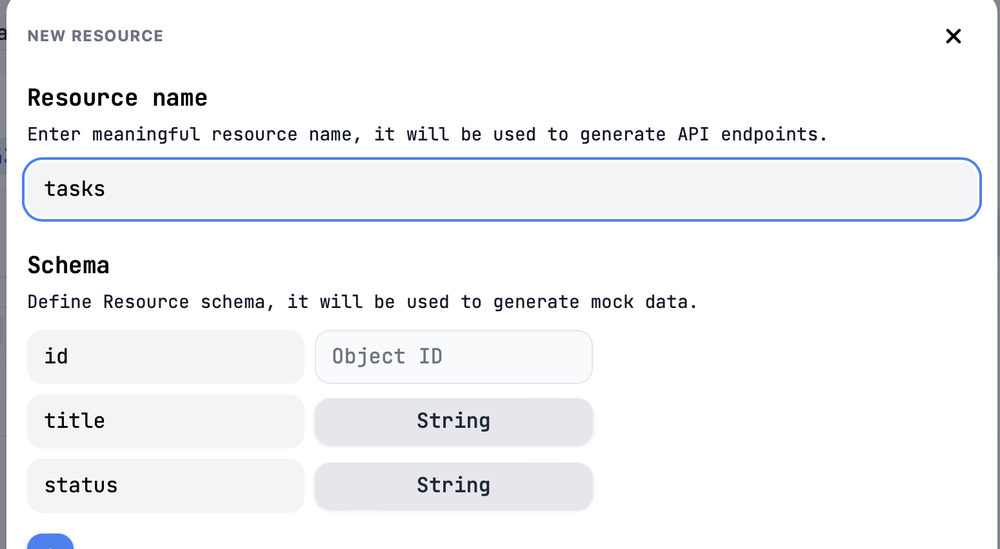 NEW RESOURCE
Resource name
Enter meaningful resource name, it will be used to generate API endpoints.
tasks
Schema
Define Resource schema, it will be used to generate mock data.
id Object ID
title String
status String